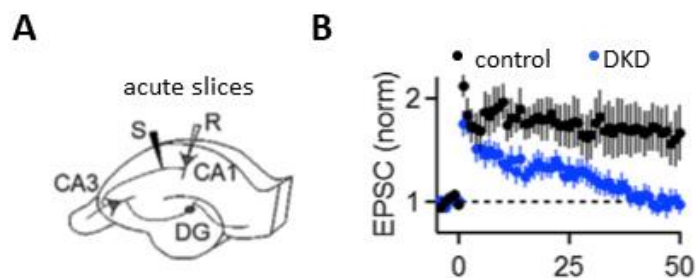 A
acute slices
S
R
CA3
CA1
DG
B
control
DKD
EPSC (norm)
2
1
0
25
50